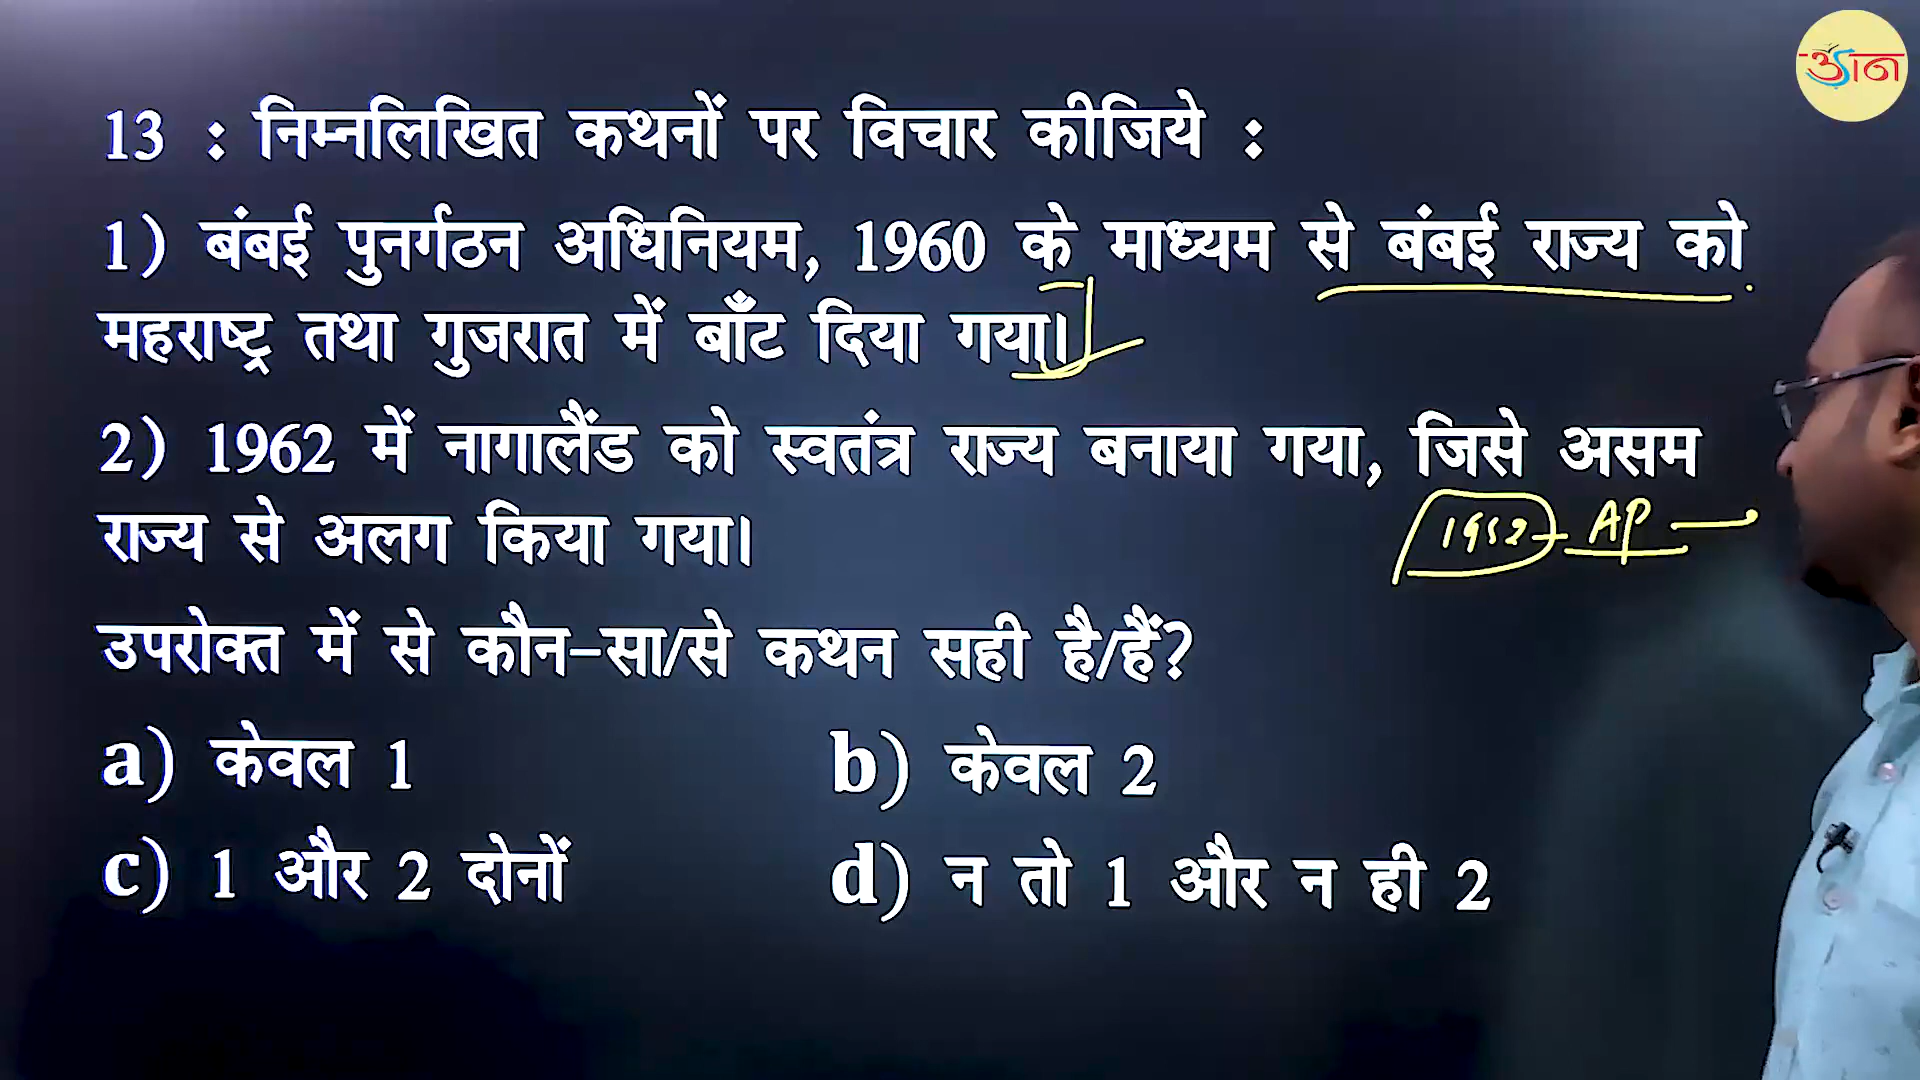 उड़ान
13 : निम्नलिखित कथनों पर विचार कीजिये :
1) बंबई पुनर्गठन अधिनियम, 1960 के माध्यम से बंबई राज्य को
महराष्ट्र तथा गुजरात में बाँट दिया गया।
2) 1962 में नागालैंड को स्वतंत्र राज्य बनाया गया, जिसे असम
राज्य से अलग किया गया।
1952 - AP
उपरोक्त में से कौन-सा/से कथन सही है/हैं?
a) केवल 1 b) केवल 2
c) 1 और 2 दोनों d) न तो 1 और न ही 2